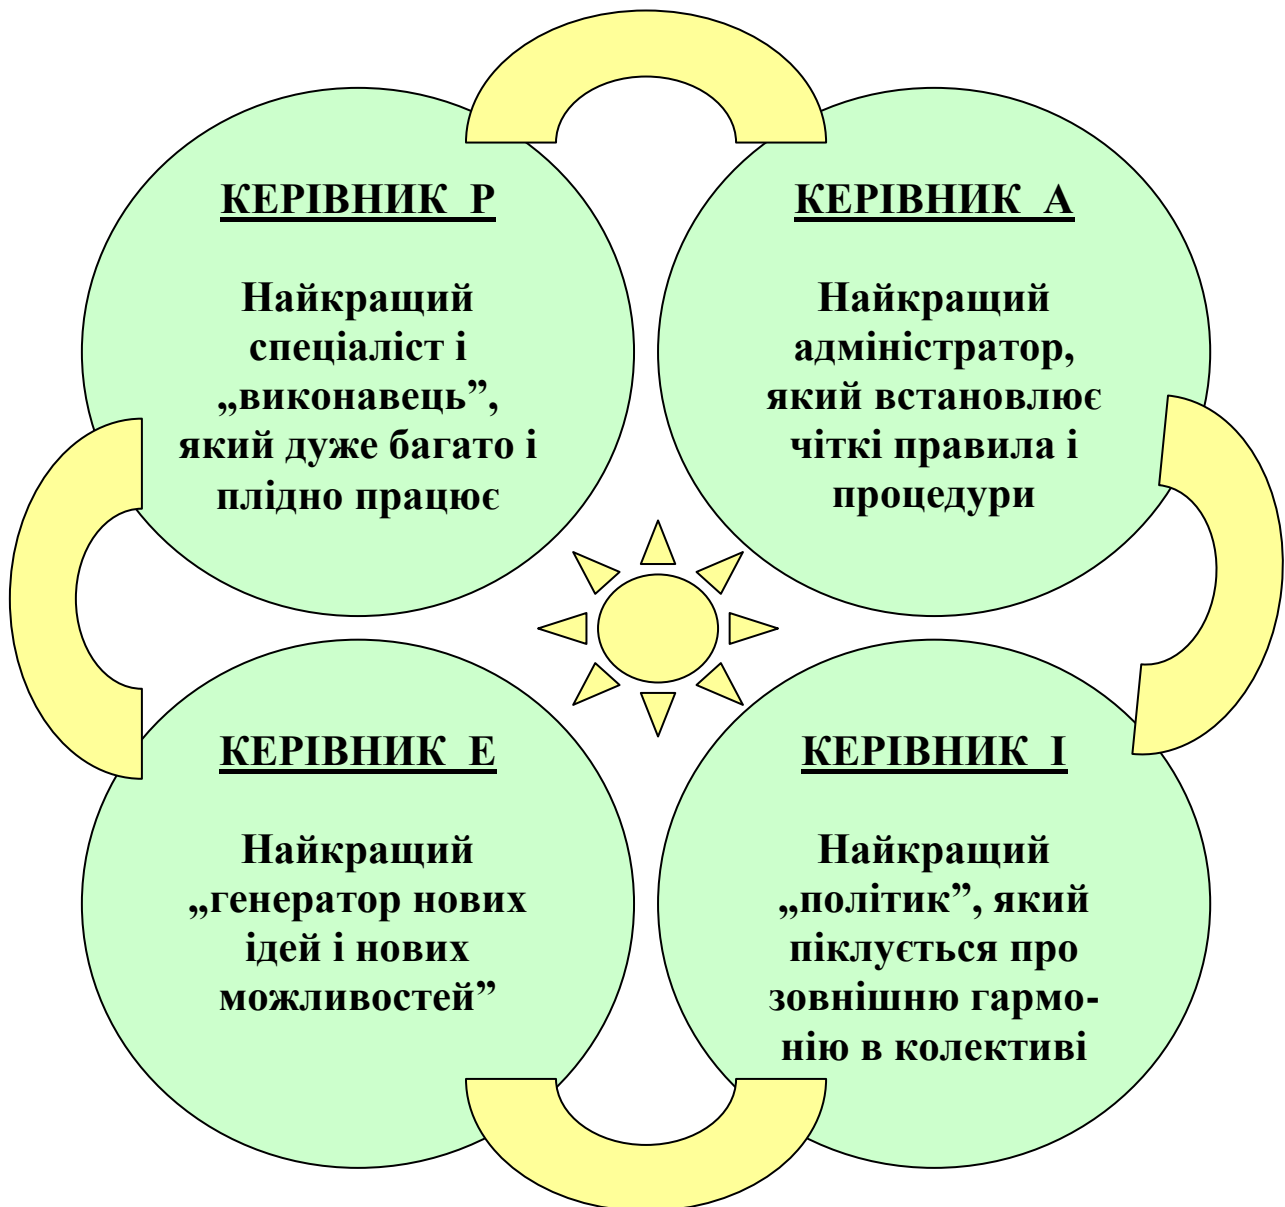 КЕРІВНИК Р
Найкращий
спеціаліст і
„виконавець”,
який дуже багато і
плідно працює
КЕРІВНИК А
Найкращий
адміністратор,
який встановлює
чіткі правила і
процедури
КЕРІВНИК Е
Найкращий
„генератор нових
ідей і нових
можливостей”
КЕРІВНИК І
Найкращий
„політик”, який
піклується про
зовнішню гармо-
нію в колективі